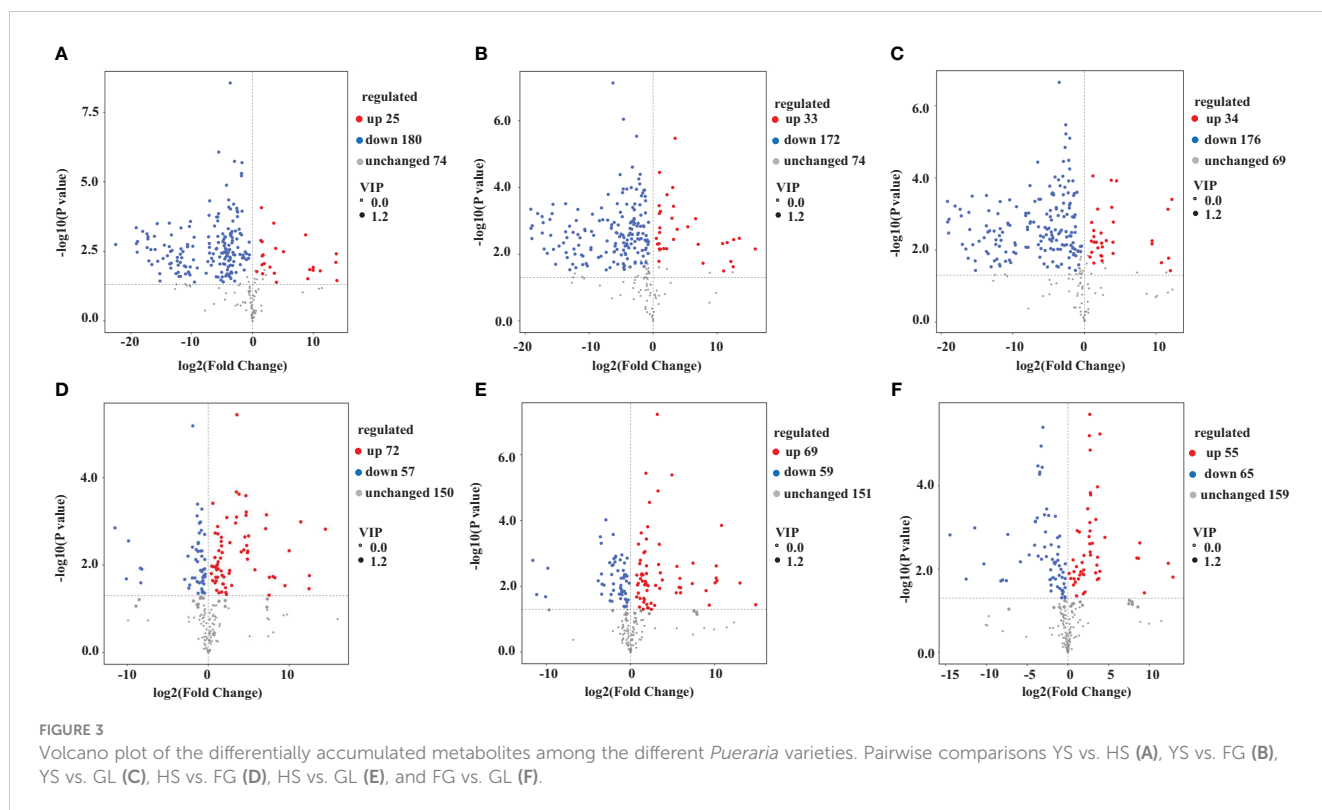 A
-log10(P value)
7.5
5.0
2.5
0.0
-20
-10
0
10
log2(Fold Change)
regulated
up 25
down 180
unchanged 74
VIP
0.0
1.2
B
-log10(P value)
6.0
4.0
2.0
0.0
-20
-10
0
10
log2(Fold Change)
regulated
up 33
down 172
unchanged 74
VIP
0.0
1.2
C
-log10(P value)
6.0
4.0
2.0
0.0
-20
-10
0
10
log2(Fold Change)
regulated
up 34
down 176
unchanged 69
VIP
0.0
1.2
D
-log10(P value)
4.0
2.0
0.0
-10
0
10
log2(Fold Change)
regulated
up 72
down 57
unchanged 150
VIP
0.0
1.2
E
-log10(P value)
6.0
4.0
2.0
0.0
-10
0
10
log2(Fold Change)
regulated
up 69
down 59
unchanged 151
VIP
0.0
1.2
F
-log10(P value)
4.0
2.0
0.0
-15
-10
-5
0
5
10
log2(Fold Change)
regulated
up 55
down 65
unchanged 159
VIP
0.0
1.2
FIGURE 3
Volcano plot of the differentially accumulated metabolites among the different Pueraria varieties. Pairwise comparisons YS vs. HS (A), YS vs. FG (B),
YS vs. GL (C), HS vs. FG (D), HS vs. GL (E), and FG vs. GL (F).